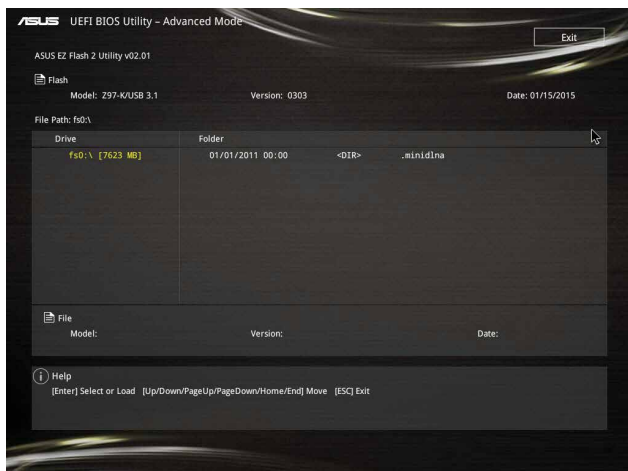 ASUS UEFI BIOS Utility – Advanced Mode
Exit
ASUS EZ Flash 2 Utility v02.01
Flash
Model: Z97-K/USB 3.1 Version: 0303 Date: 01/15/2015
File Path: fs0:\
Drive Folder
fs0:\ [7623 MB] 01/01/2011 00:00 <DIR> .minidlna
File
Model: Version: Date:
Help
[Enter] Select or Load [Up/Down/PageUp/PageDown/Home/End] Move [ESC] Exit